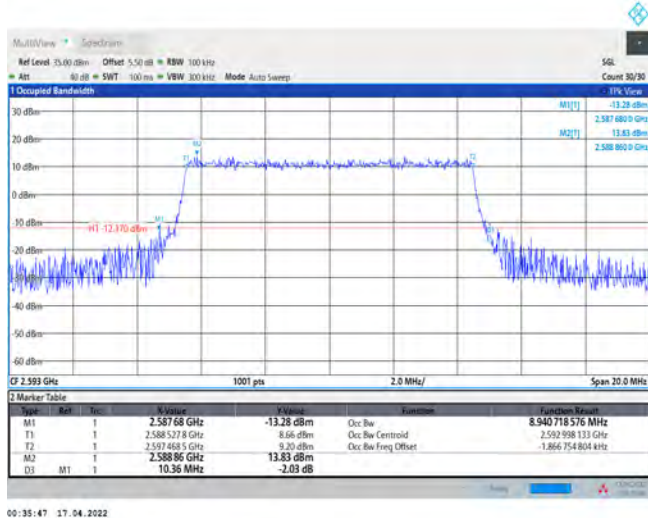 MultiView Spectrum
Ref Level 35.00 dBm Offset 5.50 dB RBW 100 kHz SGL
Att 40 dB SWT 100 ms VBW 300 kHz Mode Auto Sweep Count 30/30
1 Occupied Bandwidth 1Pk View
M1[1] -13.28 dBm
2.587 680 0 GHz
M2[1] 13.83 dBm
2.588 860 0 GHz
30 dBm
20 dBm
M2
T1 T2
10 dBm
0 dBm
-10 dBm
M1
H1 -12.170 dBm
-20 dBm
-30 dBm
-40 dBm
-50 dBm
-60 dBm
CF 2.593 GHz 1001 pts 2.0 MHz/ Span 20.0 MHz
2 Marker Table
Type Ref Trc X-Value Y-Value Function Function Result
M1 1 2.587 68 GHz -13.28 dBm Occ Bw 8.940 718 576 MHz
T1 1 2.588 527 8 GHz 8.66 dBm Occ Bw Centroid 2.592 998 133 GHz
T2 1 2.597 468 5 GHz 9.20 dBm Occ Bw Freq Offset -1.866 754 804 kHz
M2 1 2.588 86 GHz 13.83 dBm
D3 M1 1 10.36 MHz -2.03 dB
00:35:47 17.04.2022